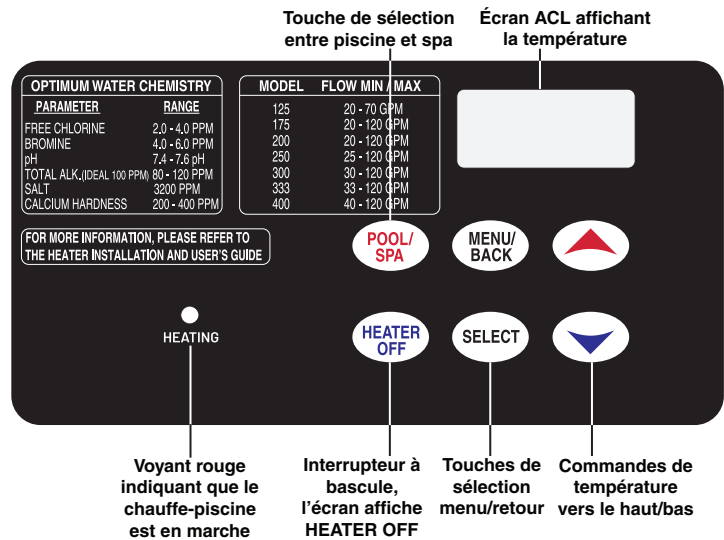 Touche de sélection
entre piscine et spa
Écran ACL affichant
la température
OPTIMUM WATER CHEMISTRY
PARAMETER RANGE
FREE CHLORINE 2.0 - 4.0 PPM
BROMINE 4.0 - 6.0 PPM
pH 7.4 - 7.6 pH
TOTAL ALK.(IDEAL 100 PPM) 80 - 120 PPM
SALT 3200 PPM
CALCIUM HARDNESS 200 - 400 PPM
MODEL FLOW MIN / MAX
125 20 - 70 GPM
175 20 - 120 GPM
200 20 - 120 GPM
250 25 - 120 GPM
300 30 - 120 GPM
333 33 - 120 GPM
400 40 - 120 GPM
FOR MORE INFORMATION, PLEASE REFER TO
THE HEATER INSTALLATION AND USER'S GUIDE
POOL/
SPA
MENU/
BACK
HEATING
HEATER
OFF
SELECT
Voyant rouge
indiquant que le
chauffe-piscine
est en marche
Interrupteur à
bascule,
l'écran affiche
HEATER OFF
Touches de
sélection
menu/retour
Commandes de
température
vers le haut/bas